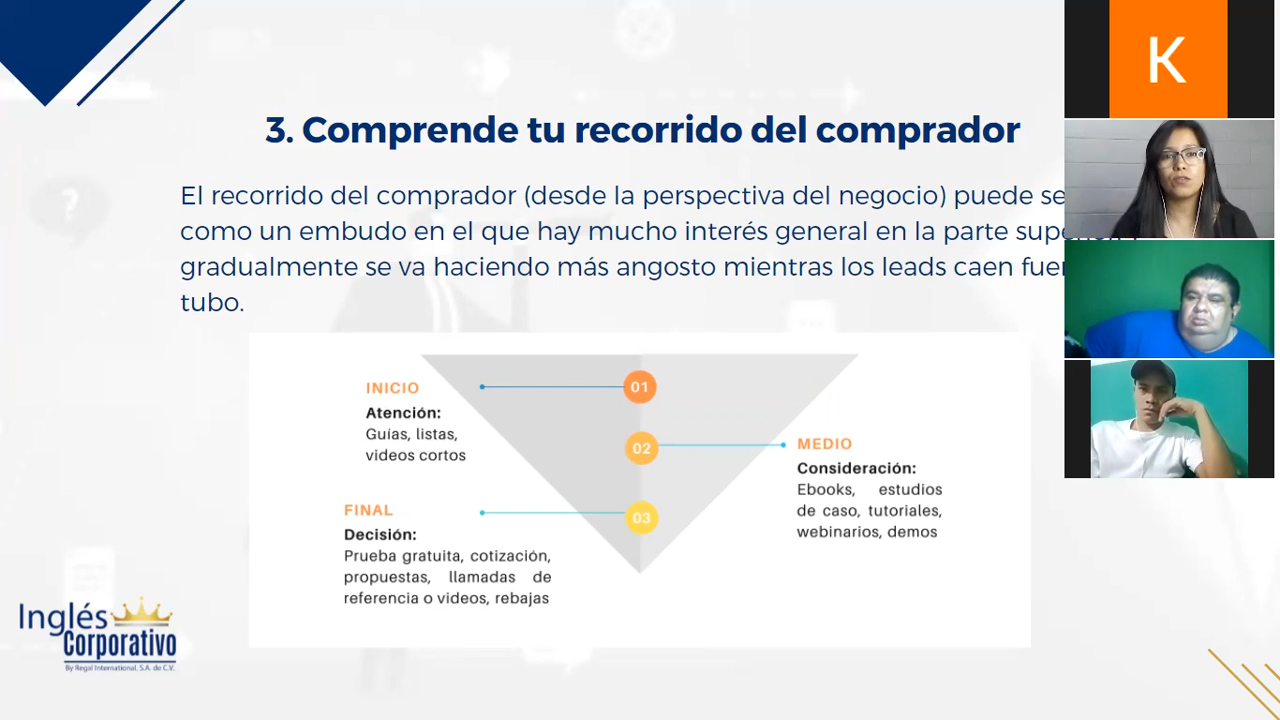 3. Comprende tu recorrido del comprador
El recorrido del comprador (desde la perspectiva del negocio) puede se
como un embudo en el que hay mucho interés general en la parte
gradualmente se va haciendo más angosto mientras los leads caen
tubo.
INICIO
Atención:
Guías, listas,
videos cortos
01
02
MEDIO
Consideración:
Ebooks, estudios
de caso, tutoriales,
webinarios, demos
FINAL
Decisión:
Prueba gratuita, cotización,
propuestas, llamadas de
referencia o videos, rebajas
03
Inglés
Corporativo
By Regal International, S.A. de C.V.
K
?